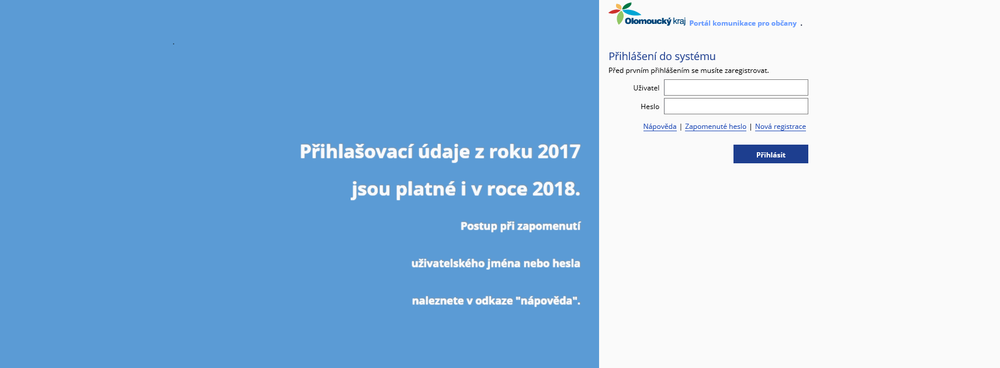 Přihlašovací údaje z roku 2017
jsou platné i v roce 2018.
Postup při zapomenutí
uživatelského jména nebo hesla
naleznete v odkaze "nápověda".
Olomoucký kraj Portál komunikace pro občany .
Přihlášení do systému
Před prvním přihlášením se musíte zaregistrovat.
Uživatel
Heslo
Nápověda | Zapomenuté heslo | Nová registrace
Přihlásit